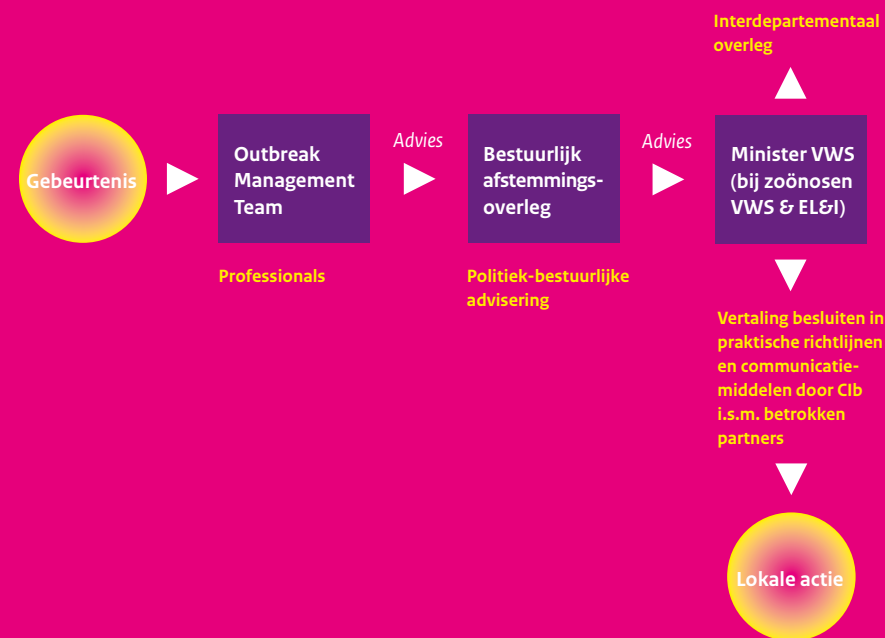 Interdepartementaal
overleg
Gebeurtenis
Outbreak
Management
Team
Advies
Bestuurlijk
afstemmings-
overleg
Advies
Minister VWS
(bij zoönosen
VWS & EL&I)
Professionals
Politiek-bestuurlijke
advisering
Vertaling besluiten in
praktische richtlijnen
en communicatie-
middelen door CIb
i.s.m. betrokken
partners
Lokale actie